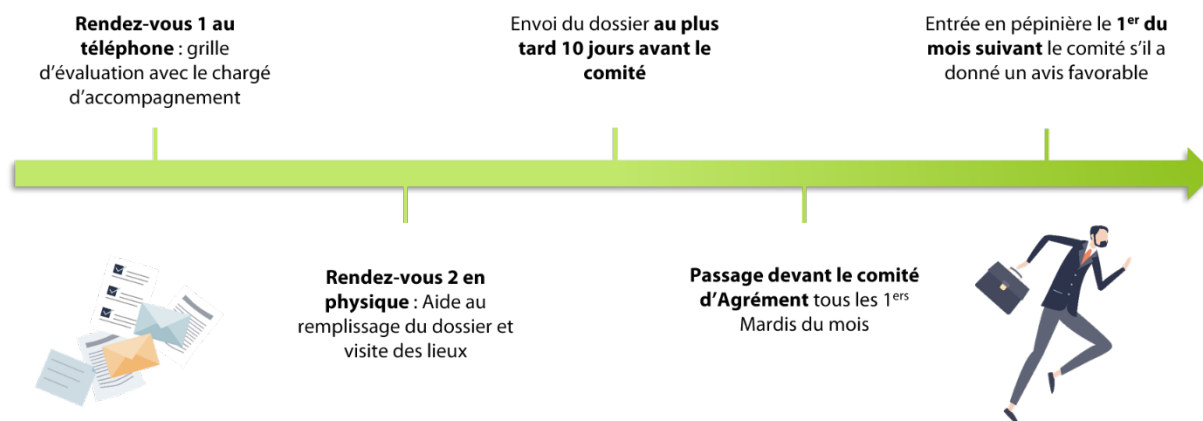 Rendez-vous 1 au
téléphone : grille
d’évaluation avec le chargé
d’accompagnement
Rendez-vous 2 en
physique : Aide au
remplissage du dossier et
visite des lieux
Envoi du dossier au plus
tard 10 jours avant le
comité
Passage devant le comité
d’Agrément tous les 1ers
Mardis du mois
Entrée en pépinière le 1er du
mois suivant le comité s’il a
donné un avis favorable